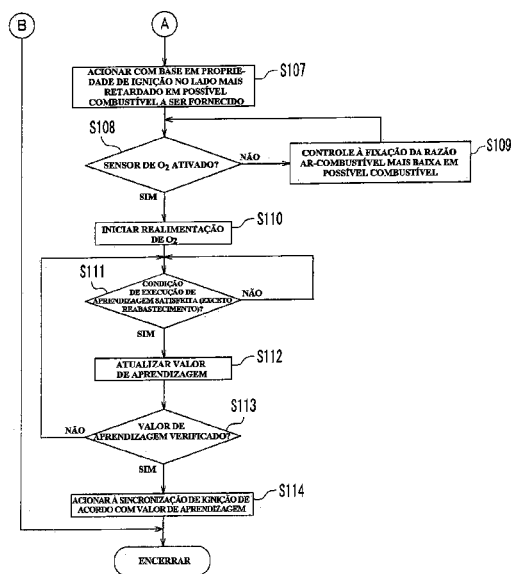 B
A
ACIONAR COM BASE EM PROPRIE-
DADE DE IGNIÇÃO NO LADO MAIS
RETARDADO EM POSSÍVEL
COMBUSTÍVEL A SER FORNECIDO
S107
S108
SENSOR DE O2 ATIVADO?
NÃO
SIM
CONTROLE À FIXAÇÃO DA RAZÃO
AR-COMBUSTÍVEL MAIS BAIXA EM
POSSÍVEL COMBUSTÍVEL
S109
S110
INICIAR REALIMENTAÇÃO
DE O2
S111
CONDIÇÃO
DE EXECUÇÃO DE
APRENDIZAGEM SATISFEITA (EXCETO
REABASTECIMENTO)?
NÃO
SIM
S112
ATUALIZAR VALOR
DE APRENDIZAGEM
S113
VALOR DE
APRENDIZAGEM VERIFICADO?
NÃO
SIM
S114
ACIONAR À SINCRONIZAÇÃO DE IGNIÇÃO DE
ACORDO COM VALOR DE APRENDIZAGEM
ENCERRAR